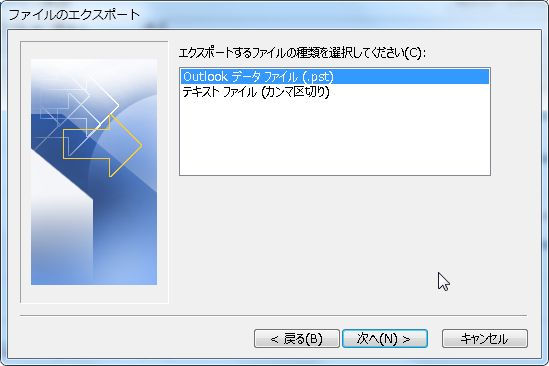 ファイルのエクスポート
エクスポートするファイルの種類を選択してください(C):
Outlook データ ファイル (.pst)
テキスト ファイル (カンマ区切り)
< 戻る(B)
次へ(N) >
キャンセル